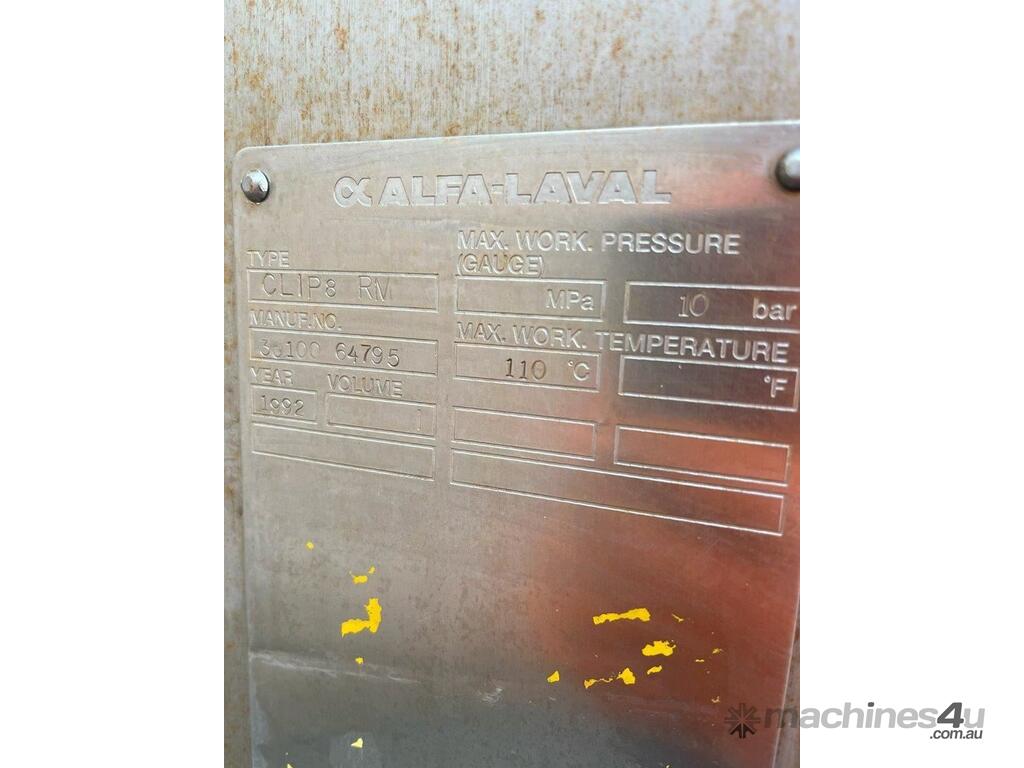 ALFA-LAVAL
TYPE
CLIP8 RM
MANUF.NO.
30100 64795
YEAR VOLUME
1992 l
MAX. WORK. PRESSURE
(GAUGE)
MPa 10 bar
MAX. WORK. TEMPERATURE
110 °C °F
machines4u
.com.au